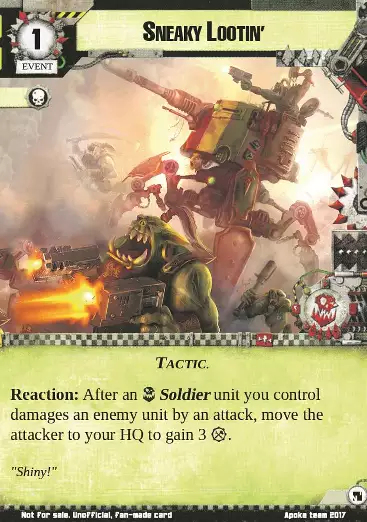 Sneaky Lootin'
1
EVENT
Tactic.
Reaction: After an Soldier unit you control
damages an enemy unit by an attack, move the
attacker to your HQ to gain 3 .
"Shiny!"
Not for sale. Unofficial, fan-made card
Apoka team 2017